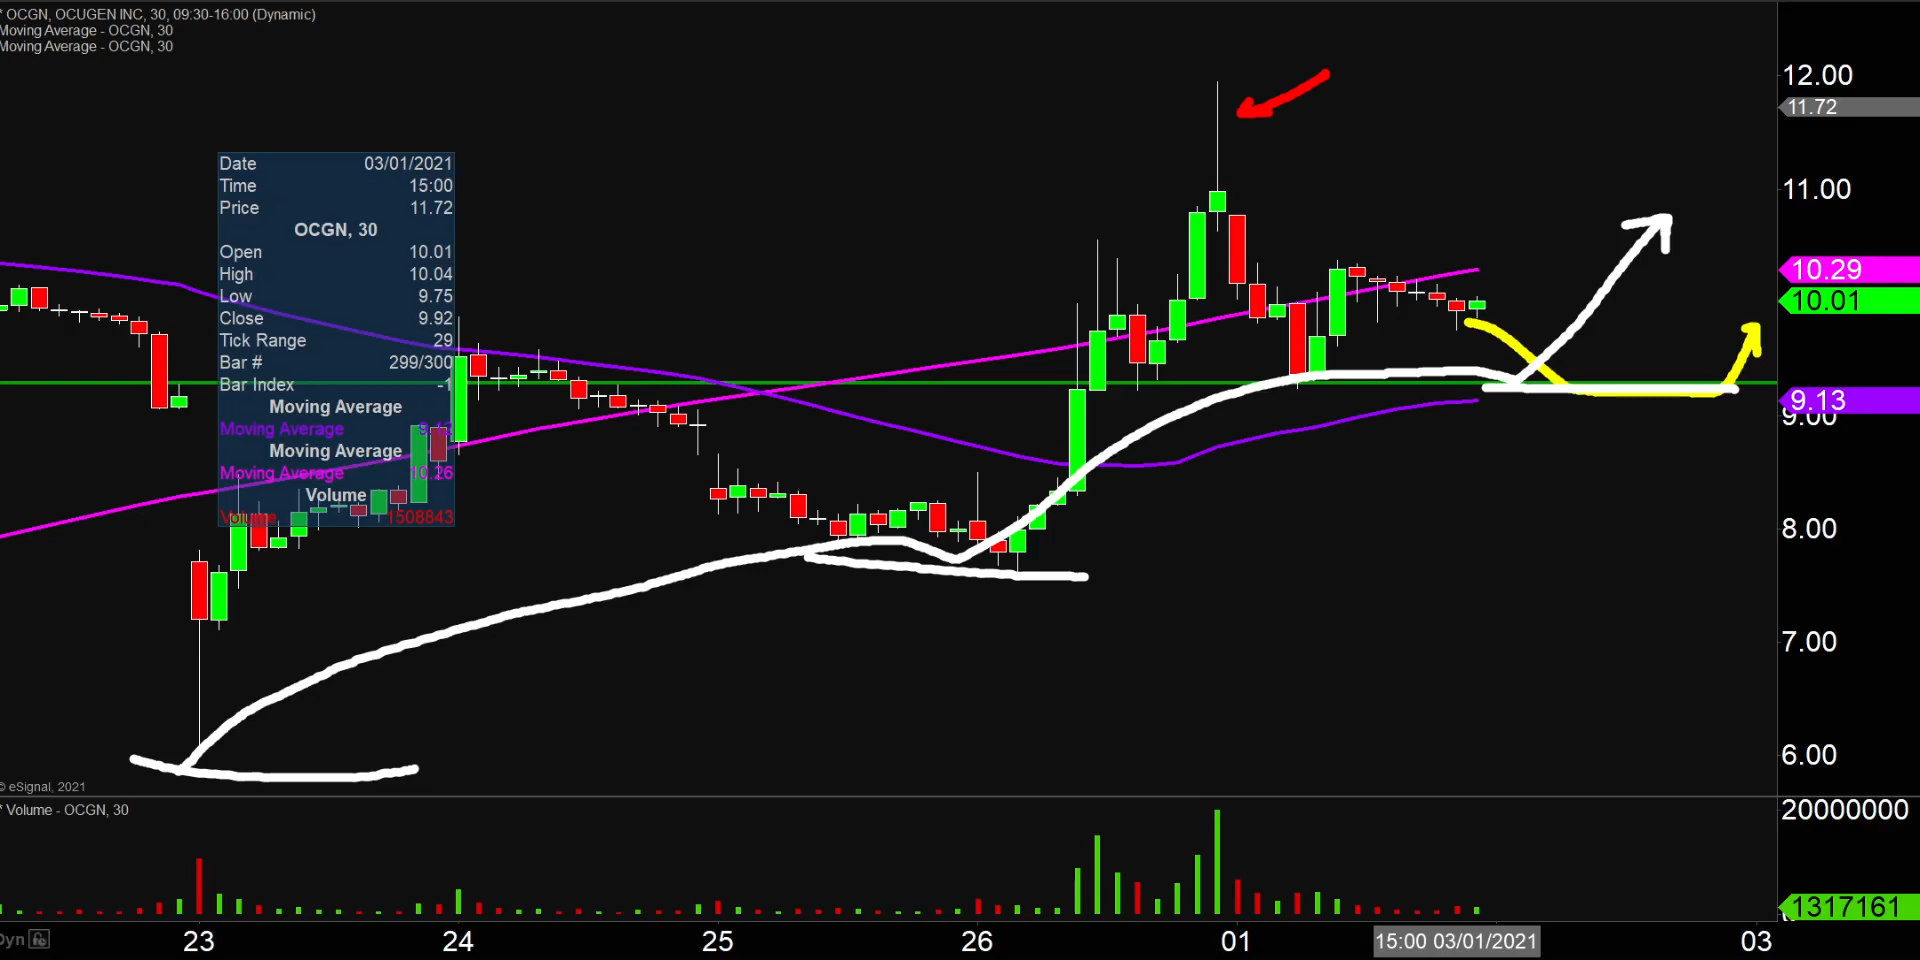 * OCGN, OCUGEN INC, 30, 09:30-16:00 (Dynamic)
Moving Average - OCGN, 30
Moving Average - OCGN, 30
Date 03/01/2021
Time 15:00
Price 11.72
OCGN, 30
Open 10.01
High 10.04
Low 9.75
Close 9.92
Tick Range 29
Bar # 299/300
Bar Index -1
Moving Average
Moving Average
Moving Average
Moving Average 10.26
Volume
Volume 1508843
12.00
11.72
11.00
10.29
10.01
9.13
9.00
8.00
7.00
6.00
© eSignal, 2021
* Volume - OCGN, 30
20000000
1317161
Dyn
23 24 25 26 01 15:00 03/01/2021 03